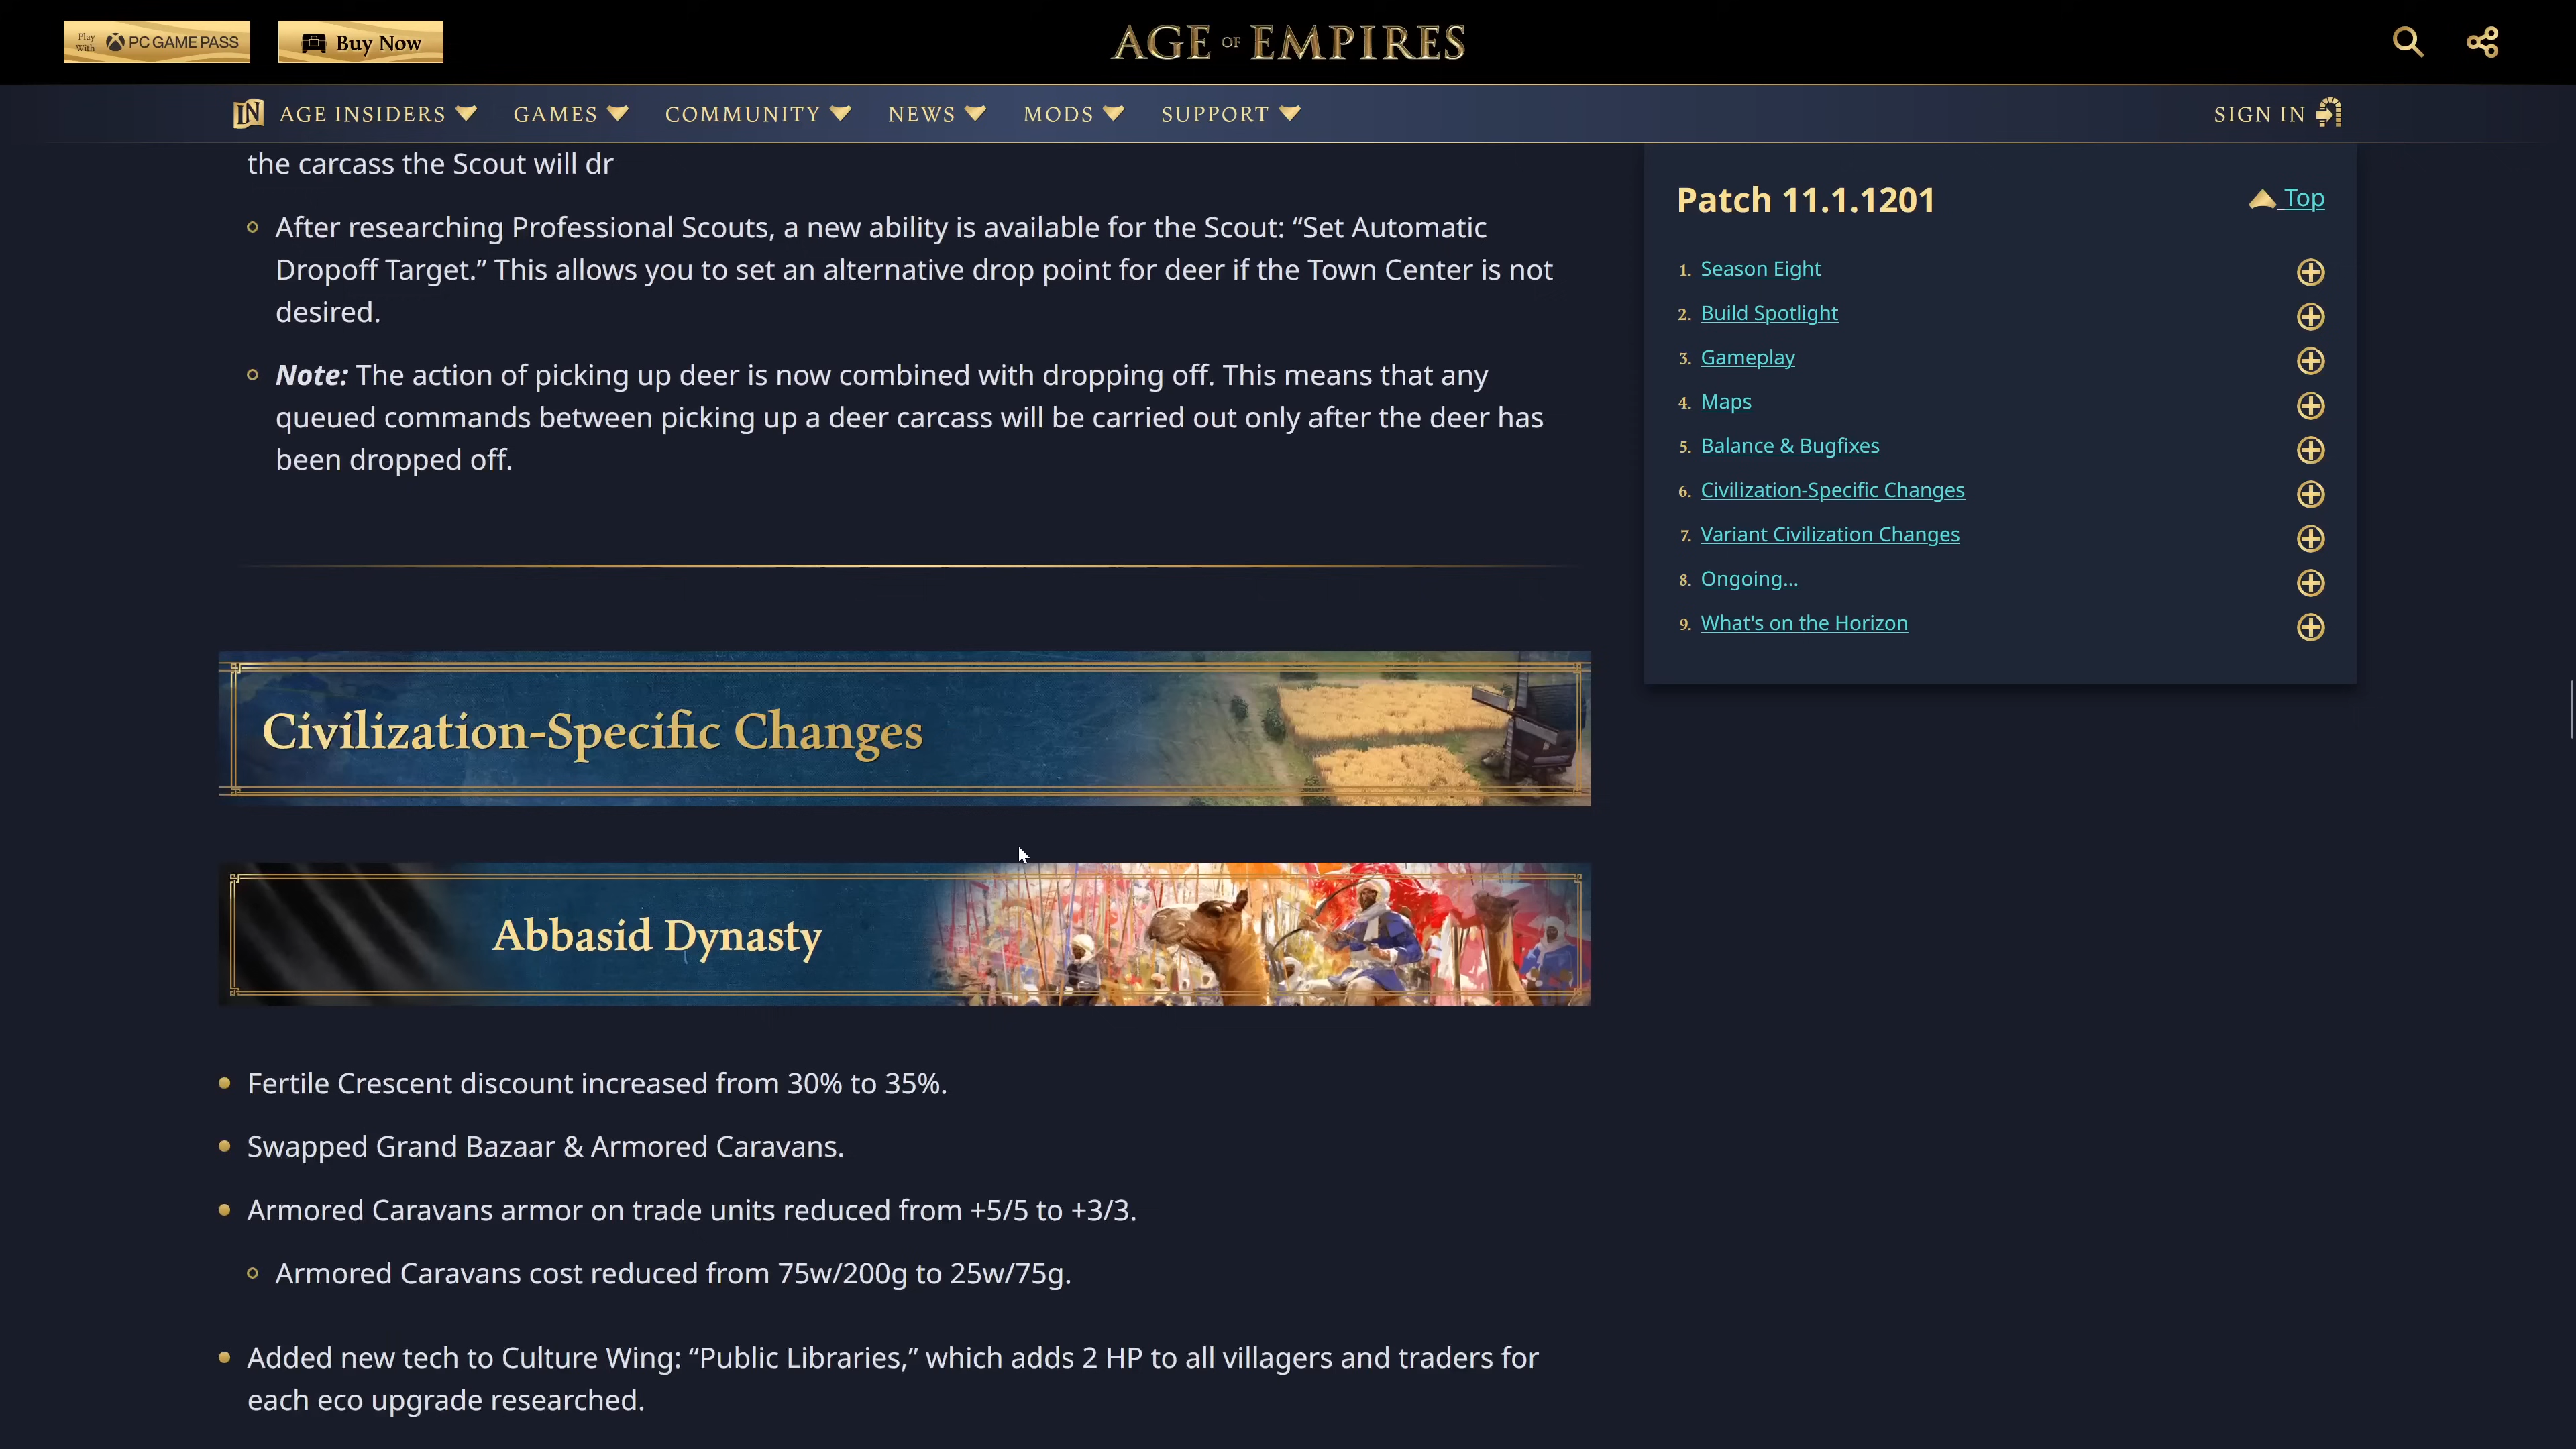 Play With PC GAME PASS
Buy Now
AGE OF EMPIRES
AGE INSIDERS
GAMES
COMMUNITY
NEWS
MODS
SUPPORT
SIGN IN
the carcass the Scout will dr
After researching Professional Scouts, a new ability is available for the Scout: “Set Automatic
Dropoff Target.” This allows you to set an alternative drop point for deer if the Town Center is not
desired.
Note: The action of picking up deer is now combined with dropping off. This means that any
queued commands between picking up a deer carcass will be carried out only after the deer has
been dropped off.
Civilization-Specific Changes
Abbasid Dynasty
Fertile Crescent discount increased from 30% to 35%.
Swapped Grand Bazaar & Armored Caravans.
Armored Caravans armor on trade units reduced from +5/5 to +3/3.
Armored Caravans cost reduced from 75w/200g to 25w/75g.
Added new tech to Culture Wing: “Public Libraries,” which adds 2 HP to all villagers and traders for
each eco upgrade researched.
Patch 11.1.1201
Top
1. Season Eight
2. Build Spotlight
3. Gameplay
4. Maps
5. Balance & Bugfixes
6. Civilization-Specific Changes
7. Variant Civilization Changes
8. Ongoing...
9. What's on the Horizon